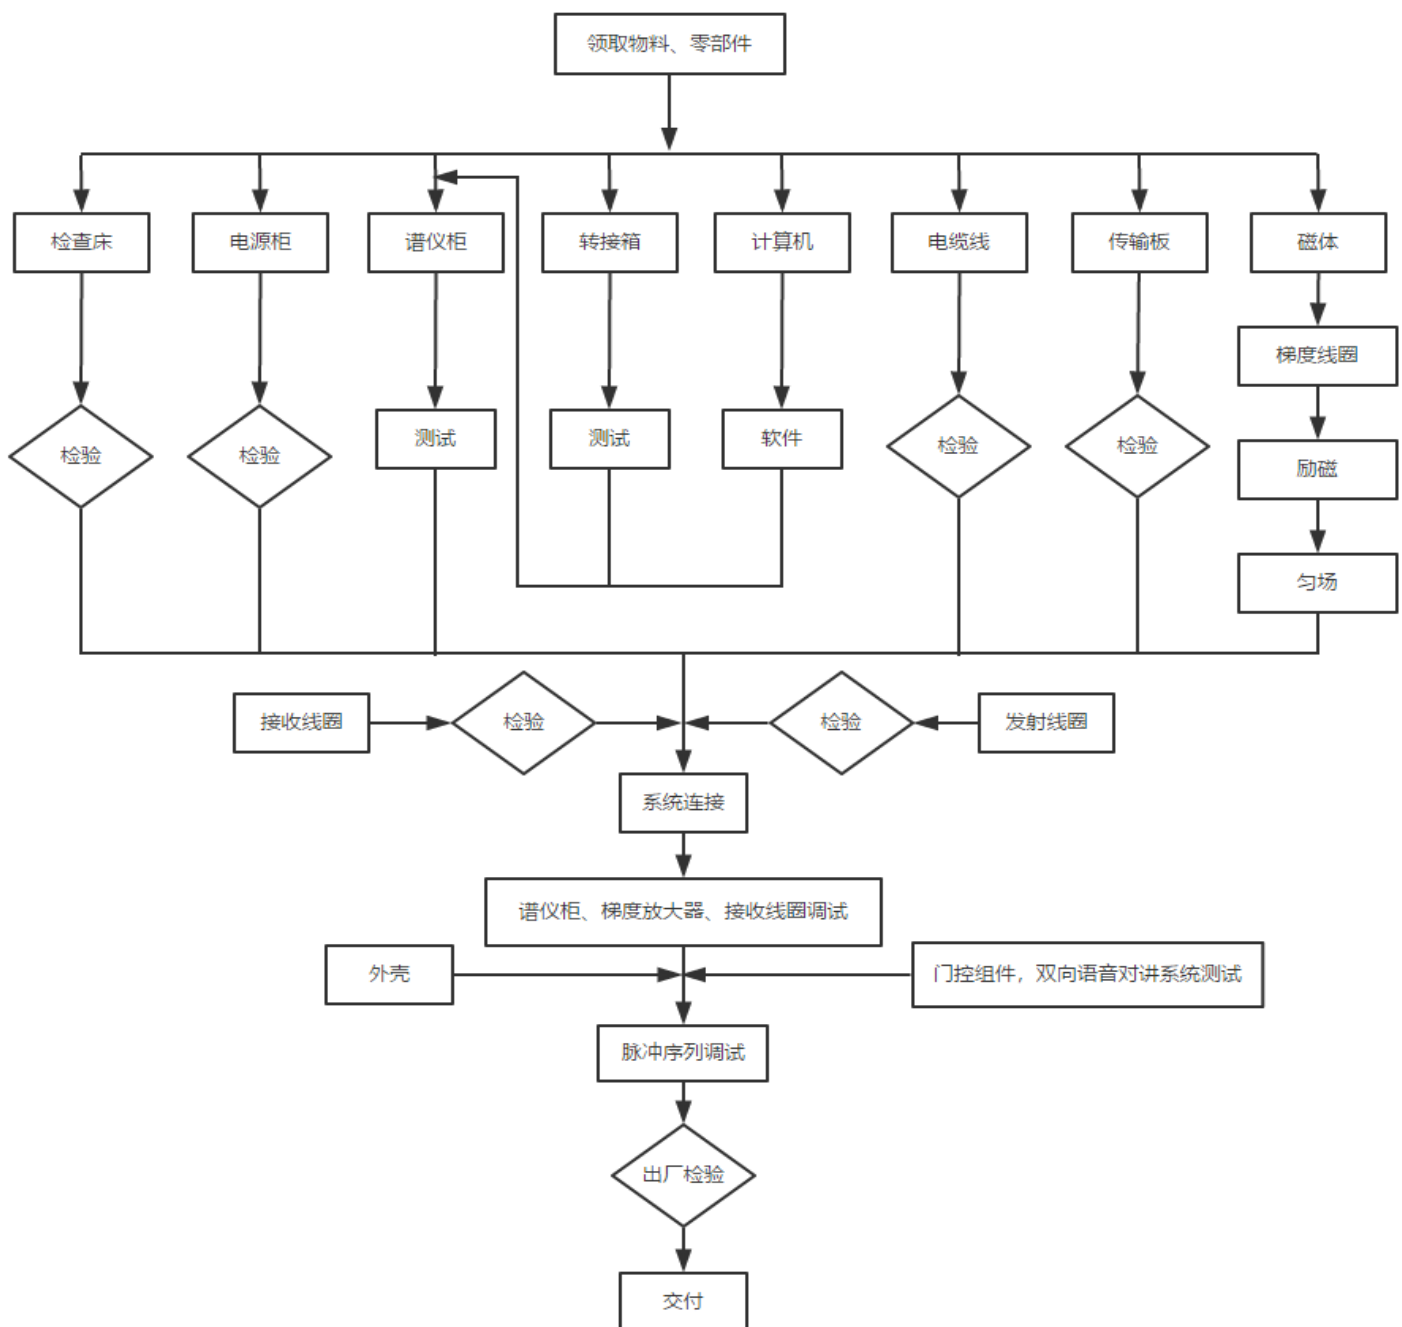 领取物料、零部件
检查床
电源柜
谱仪柜
转接箱
计算机
电缆线
传输板
磁体
梯度线圈
检验
检验
测试
测试
软件
检验
检验
励磁
匀场
接收线圈
检验
检验
发射线圈
系统连接
谱仪柜、梯度放大器、接收线圈调试
外壳
门控组件，双向语音对讲系统测试
脉冲序列调试
出厂检验
交付